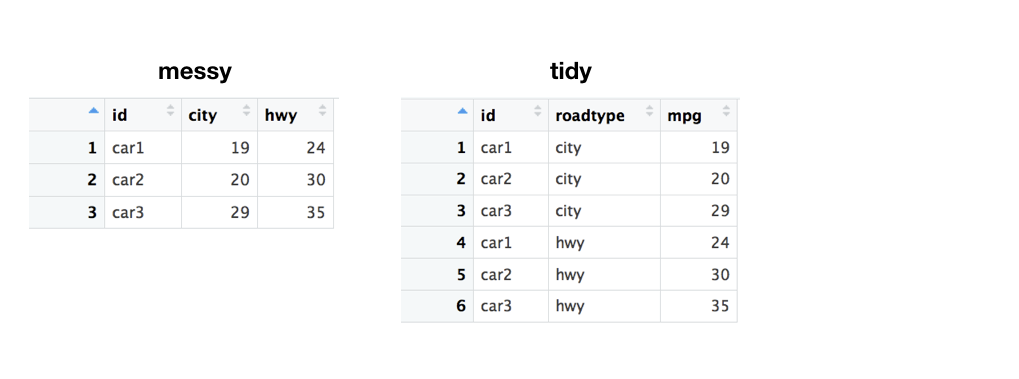 messy
id city hwy
1 car1 19 24
2 car2 20 30
3 car3 29 35
tidy
id roadtype mpg
1 car1 city 19
2 car2 city 20
3 car3 city 29
4 car1 hwy 24
5 car2 hwy 30
6 car3 hwy 35